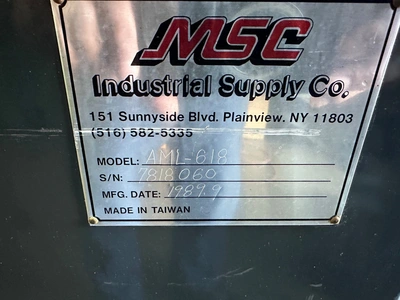 MSC
Industrial Supply Co.
151 Sunnyside Blvd. Plainview. NY 11803
(516) 582-5335
MODEL: AM1-618
S/N: 7818060
MFG. DATE: 1989.9
MADE IN TAIWAN